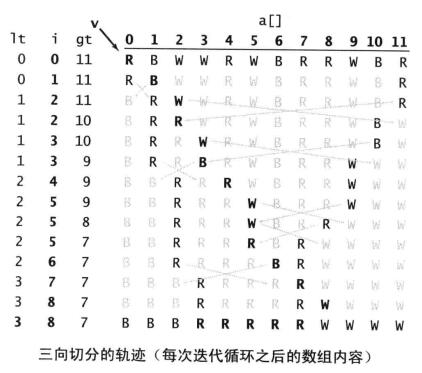 a[]
v
lt i gt 0 1 2 3 4 5 6 7 8 9 10 11
0 0 11 R B W W R W B R R W B R
0 1 11 R B W W R W B R R W B R
1 2 11 B R W W R W B R R W B R
1 2 10 B R R W R W B R R W B W
1 3 10 B R R W R W B R R W B W
1 3 9 B R R B R W B R R W W W
2 4 9 B B R R R W B R R W W W
2 5 9 B B R R R W B R R W W W
2 5 8 B B R R R W B R R W W W
2 5 7 B B R R R R B R W W W W
2 6 7 B B R R R R B R W W W W
3 7 7 B B B R R R R R W W W W
3 8 7 B B B R R R R R W W W W
3 8 7 B B B R R R R R W W W W
三向切分的轨迹（每次迭代循环之后的数组内容）